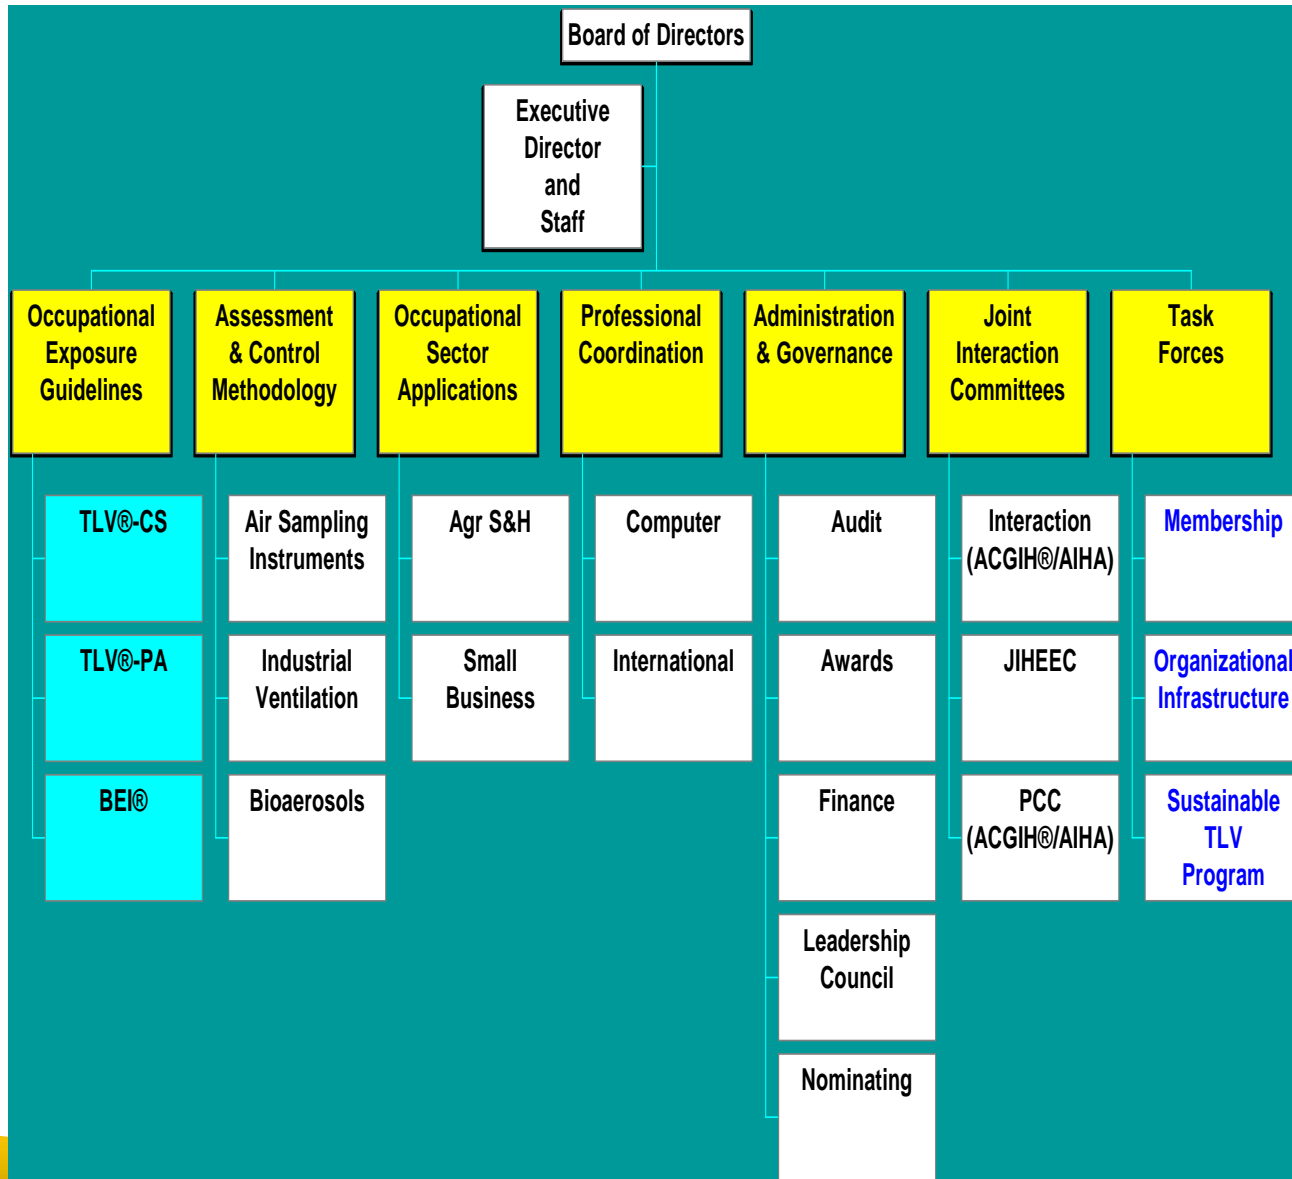 Board of Directors
Executive
Director
and
Staff
Occupational
Exposure
Guidelines
Assessment
& Control
Methodology
Occupational
Sector
Applications
Professional
Coordination
Administration
& Governance
Joint
Interaction
Committees
Task
Forces
TLV®-CS
TLV®-PA
BEI®
Air Sampling
Instruments
Industrial
Ventilation
Bioaerosols
Agr S&H
Small
Business
Computer
International
Audit
Awards
Finance
Leadership
Council
Nominating
Interaction
(ACGIH®/AIHA)
JIHEEC
PCC
(ACGIH®/AIHA)
Membership
Organizational
Infrastructure
Sustainable
TLV
Program